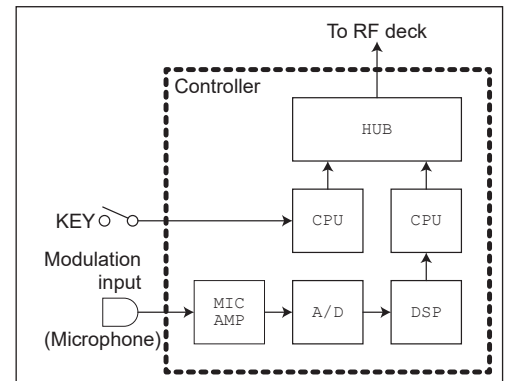 To RF deck
Controller
HUB
KEY
CPU
CPU
Modulation
input
(Microphone)
MIC
AMP
A/D
DSP